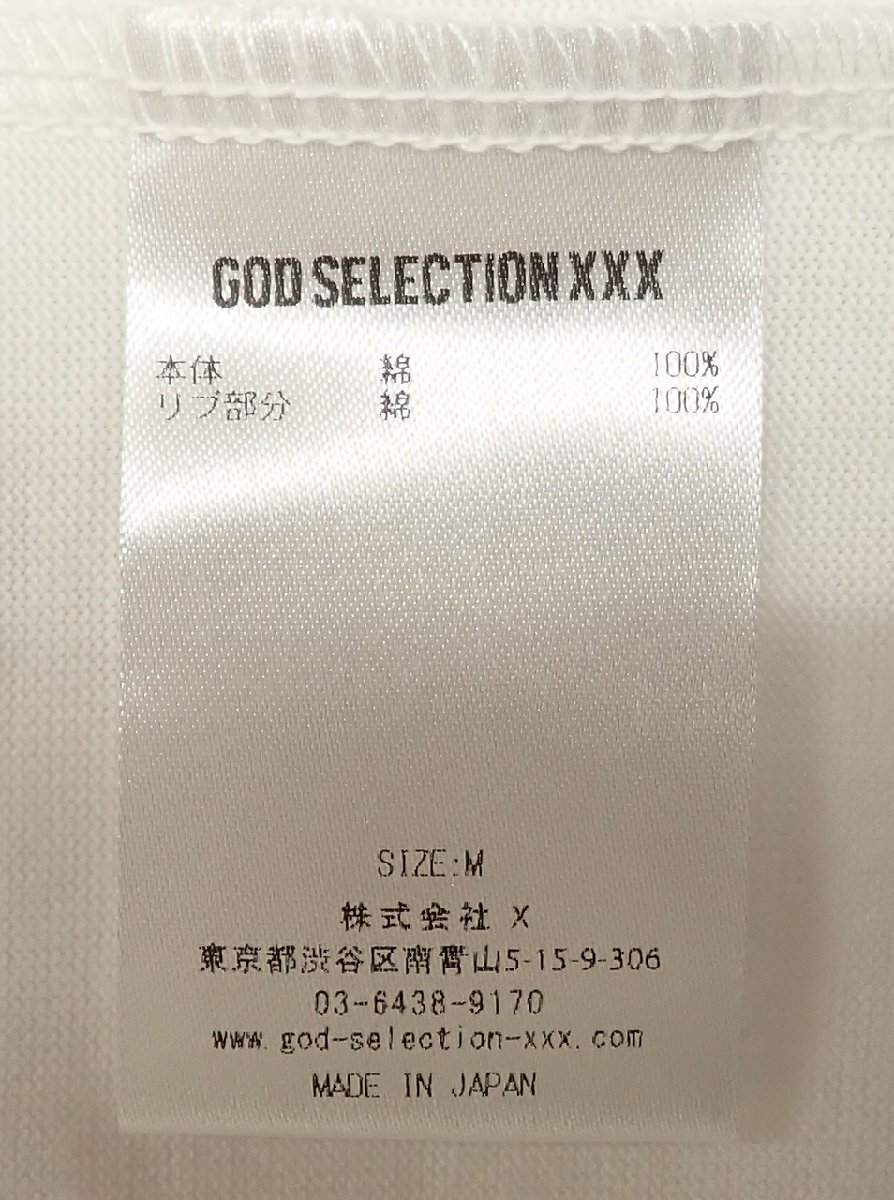 GOD SELECTION XXX
本体 綿 100%
リブ部分 綿 100%
SIZE:M
株式会社 X
東京都渋谷区南青山5-15-9-306
03-6438-9170
www.god-selection-xxx.com
MADE IN JAPAN